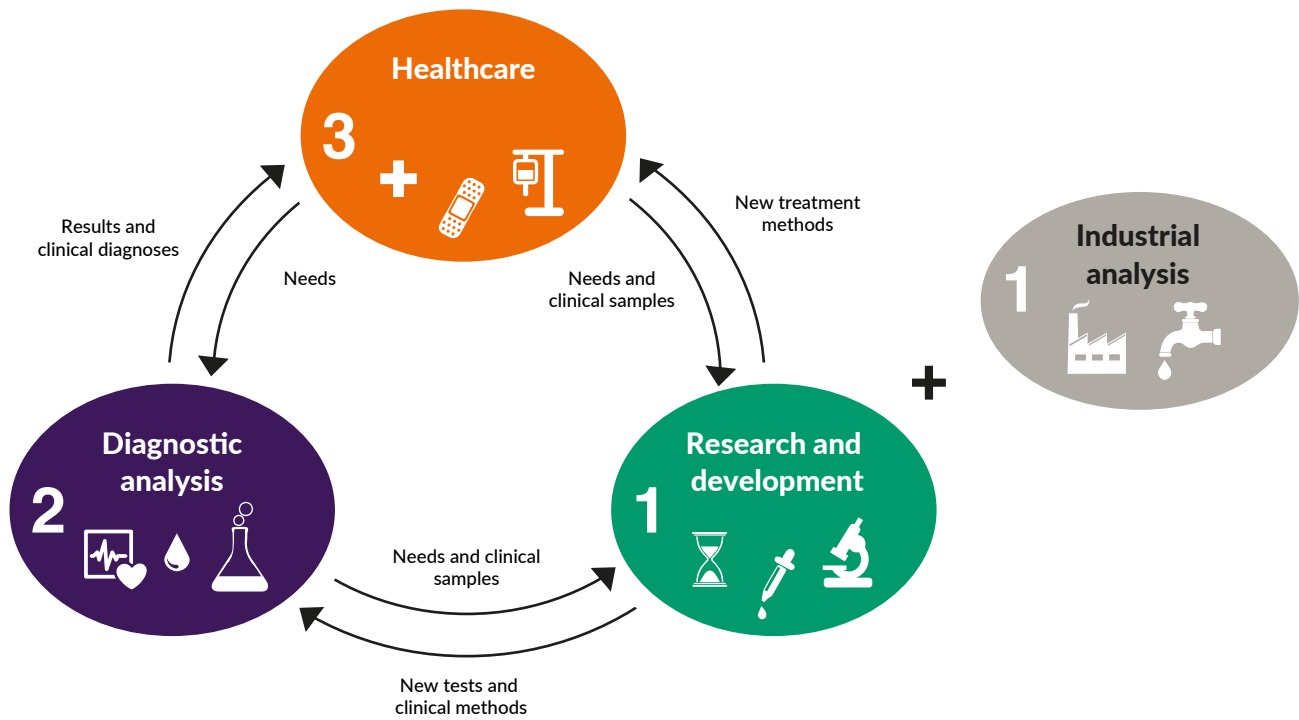 Healthcare
3
Results and
clinical diagnoses
Needs
Needs and
clinical samples
New treatment
methods
Industrial
analysis
1
Diagnostic
analysis
2
Research and
development
1
Needs and clinical
samples
New tests and
clinical methods